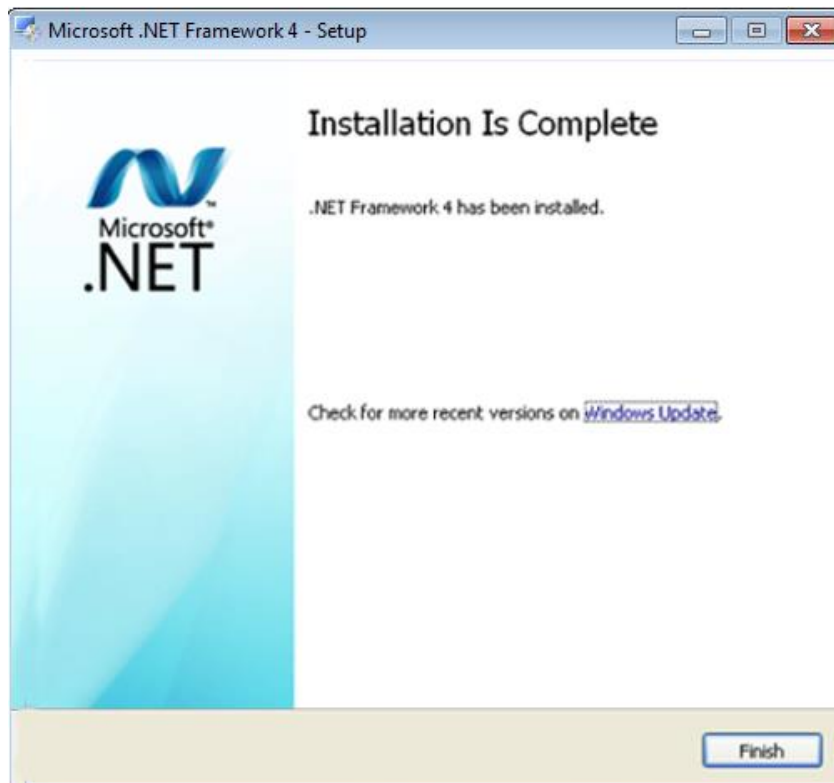 Microsoft .NET Framework 4 - Setup
Installation Is Complete
Microsoft®
.NET™
.NET Framework 4 has been installed.
Check for more recent versions on Windows Update.
Finish